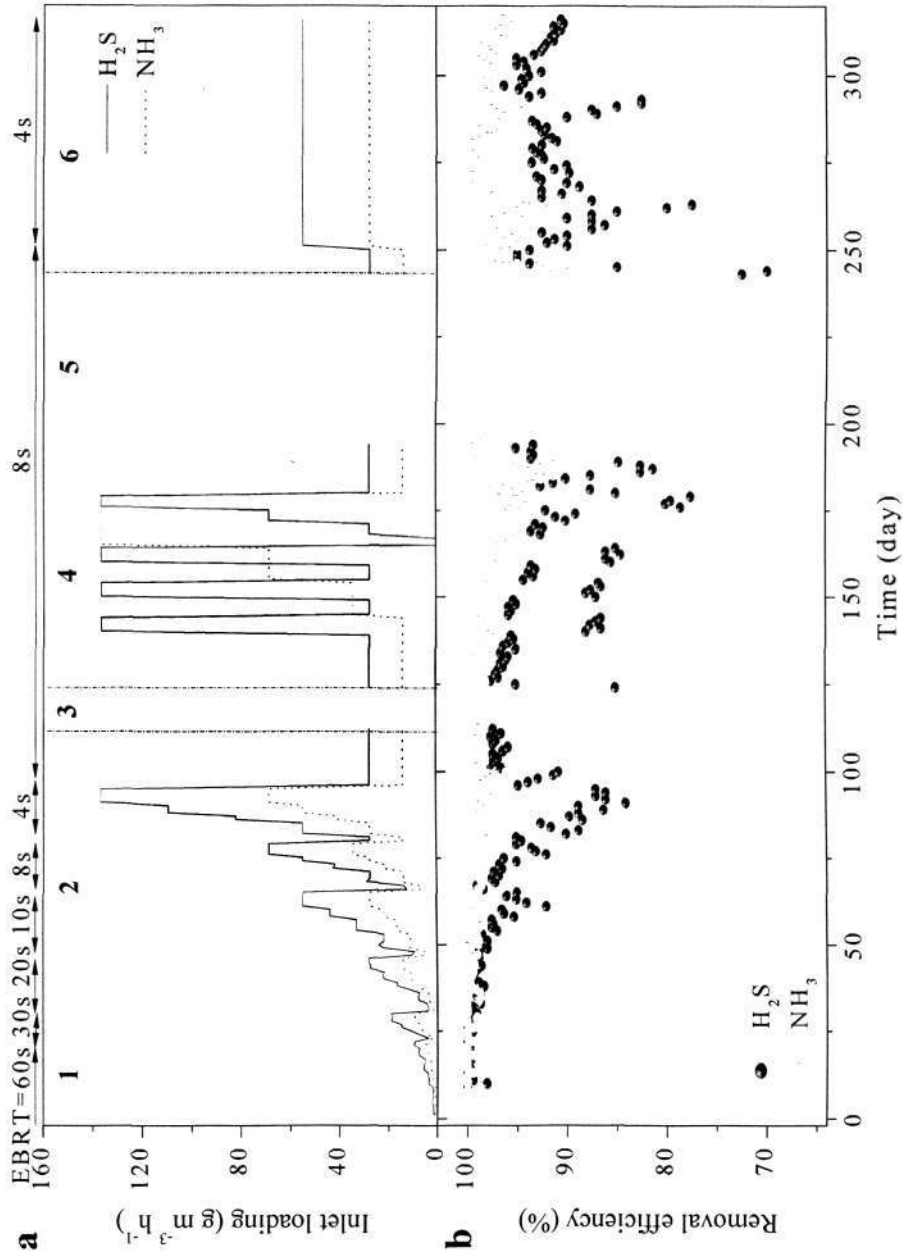 EBRT=60s 30s 20s 10s 8s 4s 8s 4s
a
Inlet loading (g m⁻³ h⁻¹)
160
120
80
40
0
1 2 3 4 5 6
H₂S
NH₃
b
Removal efficiency (%)
100
90
80
70
H₂S
NH₃
0 50 100 150 200 250 300
Time (day)